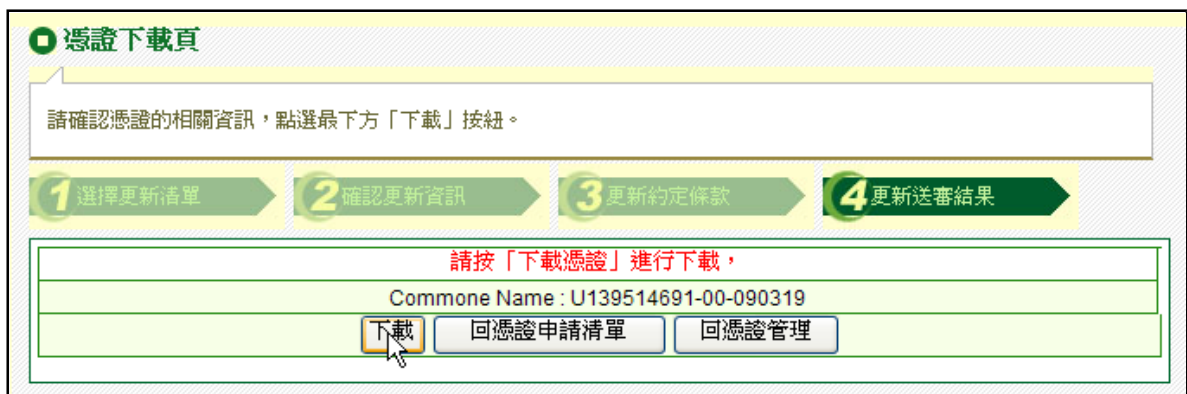 憑證下載頁
請確認憑證的相關資訊，點選最下方「下載」按紐。
1 選擇更新清單 2 確認更新資訊 3 更新約定條款 4 更新送審結果
請按「下載憑證」進行下載，
Commone Name : U139514691-00-090319
下載 回憑證申請清單 回憑證管理